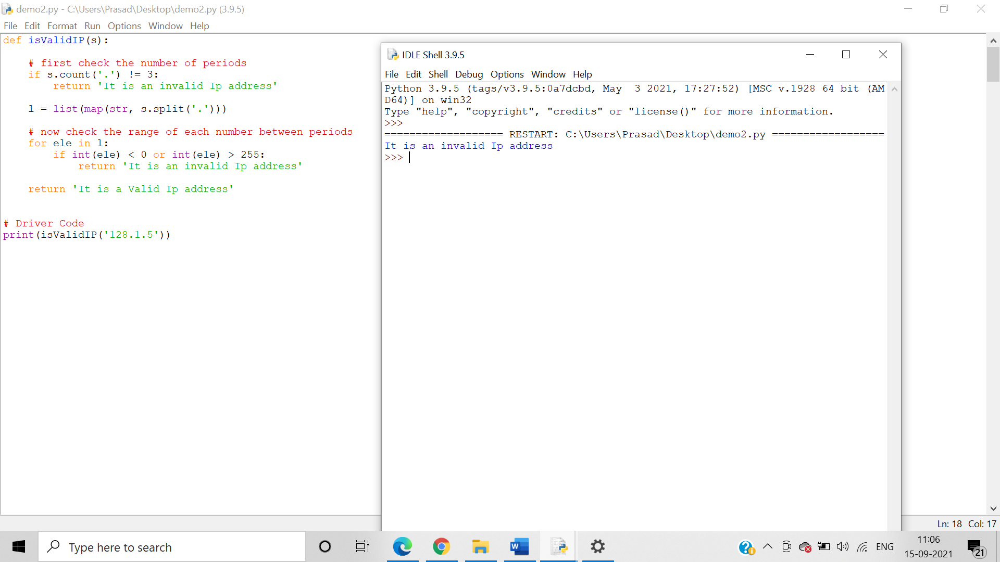 demo2.py - C:\Users\Prasad\Desktop\demo2.py (3.9.5)
File Edit Format Run Options Window Help
def isValidIP(s):
    # first check the number of periods
    if s.count('.') != 3:
        return 'It is an invalid Ip address'
    l = list(map(str, s.split('.')))
    # now check the range of each number between periods
    for ele in l:
        if int(ele) < 0 or int(ele) > 255:
            return 'It is an invalid Ip address'
    return 'It is a Valid Ip address'
# Driver Code
print(isValidIP('128.1.5'))
IDLE Shell 3.9.5
File Edit Shell Debug Options Window Help
Python 3.9.5 (tags/v3.9.5:0a7dcbd, May  3 2021, 17:27:52) [MSC v.1928 64 bit (AM
D64)] on win32
Type "help", "copyright", "credits" or "license()" for more information.
>>>
=================== RESTART: C:\Users\Prasad\Desktop\demo2.py ==================
It is an invalid Ip address
>>>
Ln: 18 Col: 17
Type here to search
W
ENG
11:06
15-09-2021
21